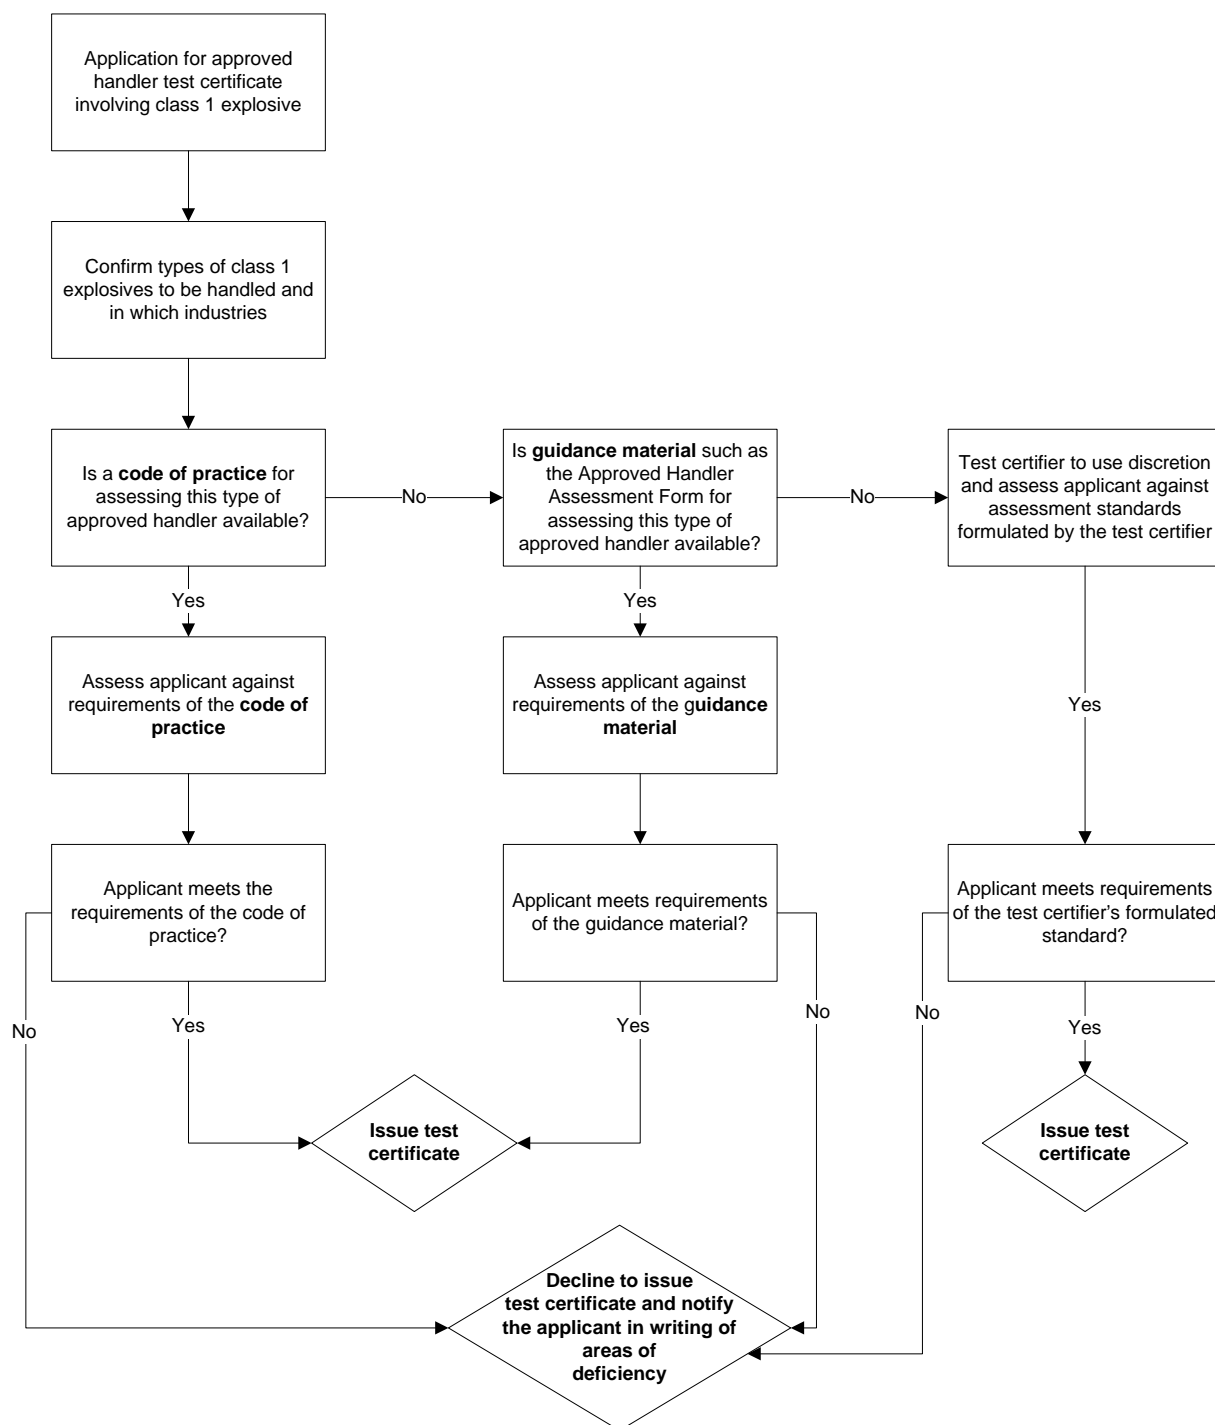 Application for approved
handler test certificate
involving class 1 explosive
Confirm types of class 1
explosives to be handled and
in which industries
Is a code of practice for
assessing this type of
approved handler available?
No
Is guidance material such as
the Approved Handler
Assessment Form for
assessing this type of
approved handler available?
No
Test certifier to use discretion
and assess applicant against
assessment standards
formulated by the test certifier
Yes
Yes
Yes
Assess applicant against
requirements of the code of
practice
Assess applicant against
requirements of the guidance
material
Applicant meets the
requirements of the code of
practice?
Applicant meets requirements
of the guidance material?
Applicant meets requirements
of the test certifier’s formulated
standard?
No
Yes
Yes
No
No
Yes
Issue test
certificate
Issue test
certificate
Decline to issue
test certificate and notify
the applicant in writing of
areas of
deficiency